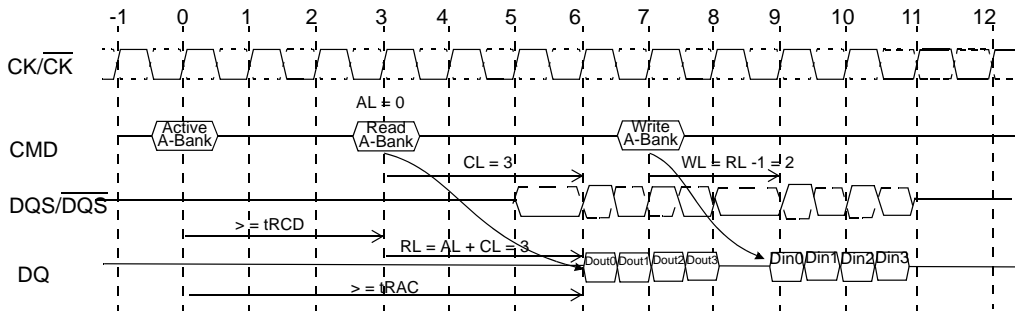 -1 0 1 2 3 4 5 6 7 8 9 10 11 12
CK/CK
AL = 0
CMD
Active A-Bank
Read A-Bank
Write A-Bank
CL = 3
WL = RL -1 = 2
DQS/DQS
> = tRCD
RL = AL + CL = 3
DQ
Dout0 Dout1 Dout2 Dout3
Din0 Din1 Din2 Din3
> = tRAC